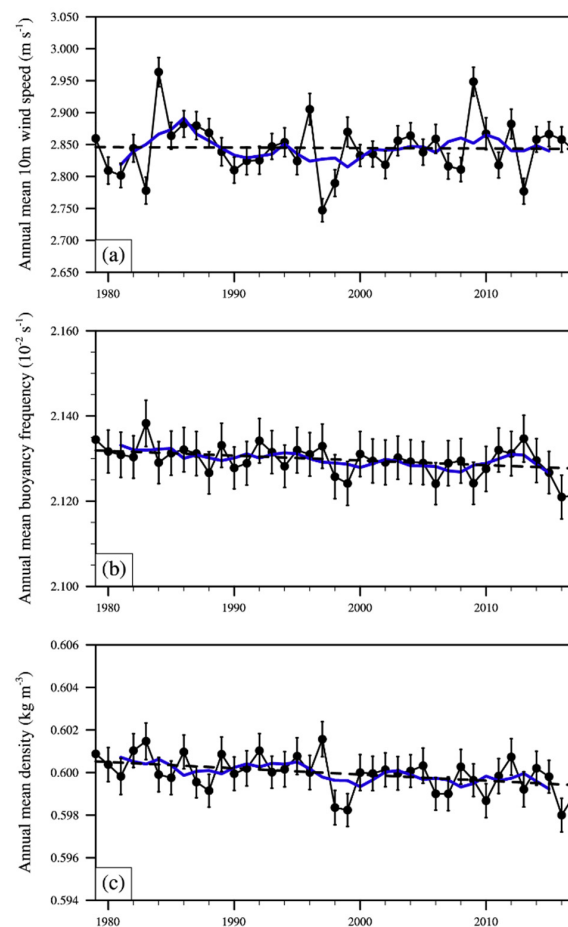 Annual mean 10m wind speed (m s⁻¹)
3.050
3.000
2.950
2.900
2.850
2.800
2.750
2.700
2.650
(a)
1980 1990 2000 2010
Annual mean buoyancy frequency (10⁻² s⁻¹)
2.160
2.140
2.120
2.100
(b)
1980 1990 2000 2010
Annual mean density (kg m⁻³)
0.606
0.604
0.602
0.600
0.598
0.596
0.594
(c)
1980 1990 2000 2010